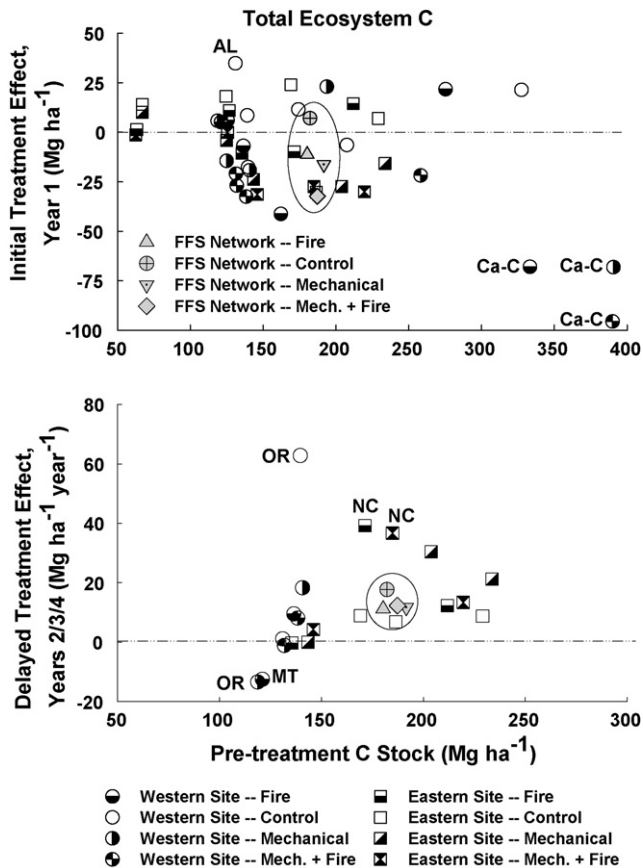 Total Ecosystem C
Initial Treatment Effect,
Year 1 (Mg ha⁻¹)
50
25
0
-25
-50
-75
-100
AL
Ca-C
Ca-C
Ca-C
FFS Network -- Fire
FFS Network -- Control
FFS Network -- Mechanical
FFS Network -- Mech. + Fire
50 100 150 200 250 300 350 400
Delayed Treatment Effect,
Years 2/3/4 (Mg ha⁻¹ year⁻¹)
80
60
40
20
0
-20
OR
NC
NC
OR
MT
50 100 150 200 250 300
Pre-treatment C Stock (Mg ha⁻¹)
Western Site -- Fire
Western Site -- Control
Western Site -- Mechanical
Western Site -- Mech. + Fire
Eastern Site -- Fire
Eastern Site -- Control
Eastern Site -- Mechanical
Eastern Site -- Mech. + Fire